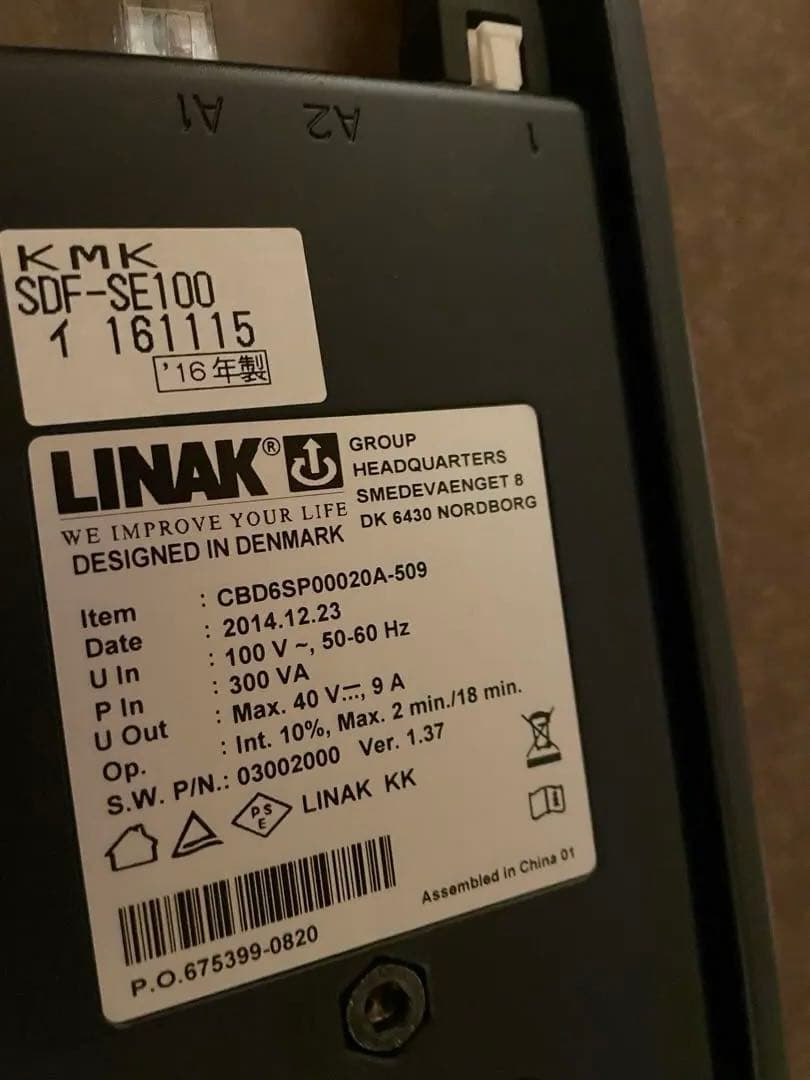 A1
A2
1
KMK
SDF-SE100
イ 161115
'16年製
LINAK®
WE IMPROVE YOUR LIFE
DESIGNED IN DENMARK
GROUP
HEADQUARTERS
SMEDEVAENGET 8
DK 6430 NORDBORG
Item : CBD6SP00020A-509
Date : 2014.12.23
U In : 100 V ~, 50-60 Hz
P In : 300 VA
U Out : Max. 40 V⎓, 9 A
Op. : Int. 10%, Max. 2 min./18 min.
S.W. P/N.: 03002000 Ver. 1.37
PSE LINAK KK
Assembled in China 01
P.O.675399-0820